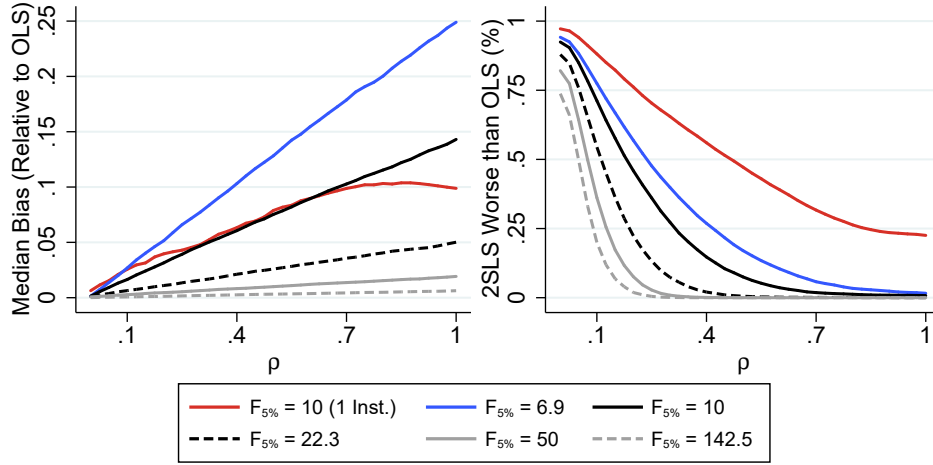 Median Bias (Relative to OLS)
.25
.2
.15
.1
.05
0
.1 .4 .7 1
ρ
2SLS Worse than OLS (%)
1
.75
.5
.25
0
.1 .4 .7 1
ρ
F5% = 10 (1 Inst.) F5% = 6.9 F5% = 10
F5% = 22.3 F5% = 50 F5% = 142.5